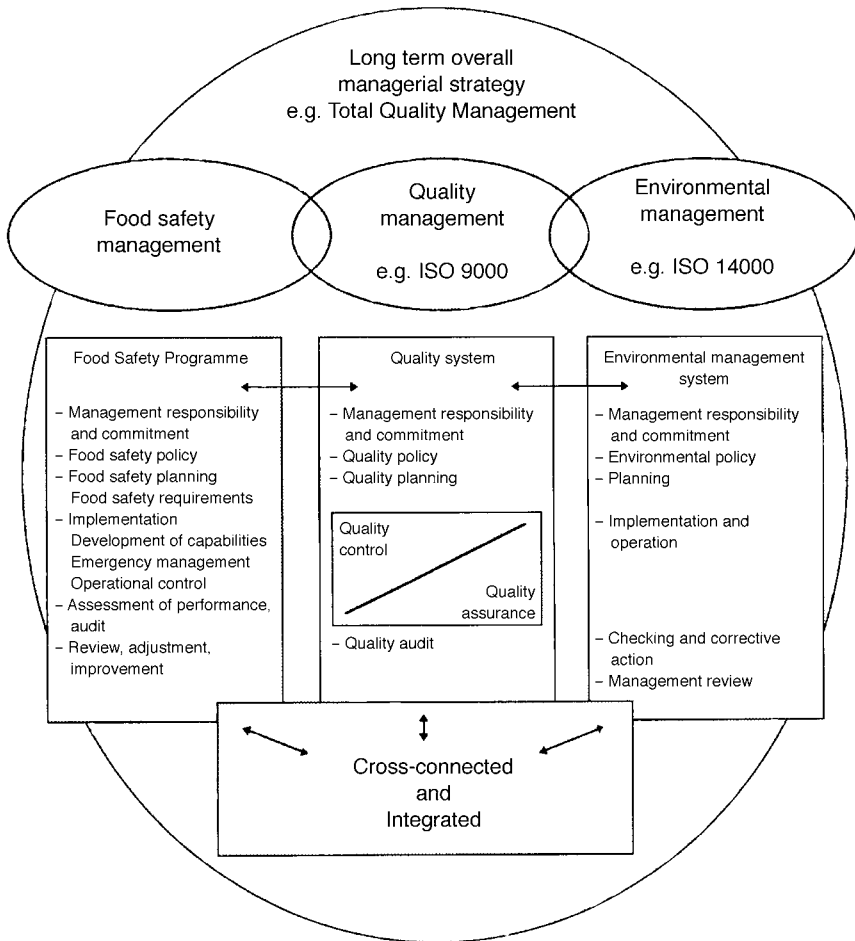 Long term overall
managerial strategy
e.g. Total Quality Management
Food safety
management
Quality
management
e.g. ISO 9000
Environmental
management
e.g. ISO 14000
Food Safety Programme
– Management responsibility
and commitment
– Food safety policy
– Food safety planning
Food safety requirements
– Implementation
Development of capabilities
Emergency management
Operational control
– Assessment of performance,
audit
– Review, adjustment,
improvement
Quality system
– Management responsibility
and commitment
– Quality policy
– Quality planning
Quality
control
Quality
assurance
– Quality audit
Environmental management
system
– Management responsibility
and commitment
– Environmental policy
– Planning
– Implementation and
operation
– Checking and corrective
action
– Management review
Cross-connected
and
Integrated